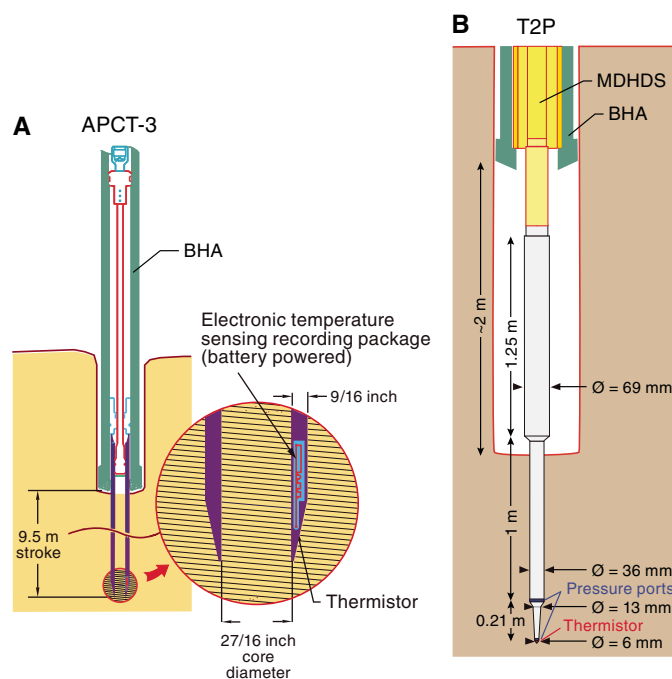 A
APCT-3
BHA
Electronic temperature
sensing recording package
(battery powered)
9/16 inch
9.5 m
stroke
Thermistor
27/16 inch
core
diameter
B
T2P
MDHDS
BHA
~2 m
1.25 m
Ø = 69 mm
1 m
Ø = 36 mm
Pressure ports
Ø = 13 mm
0.21 m
Thermistor
Ø = 6 mm